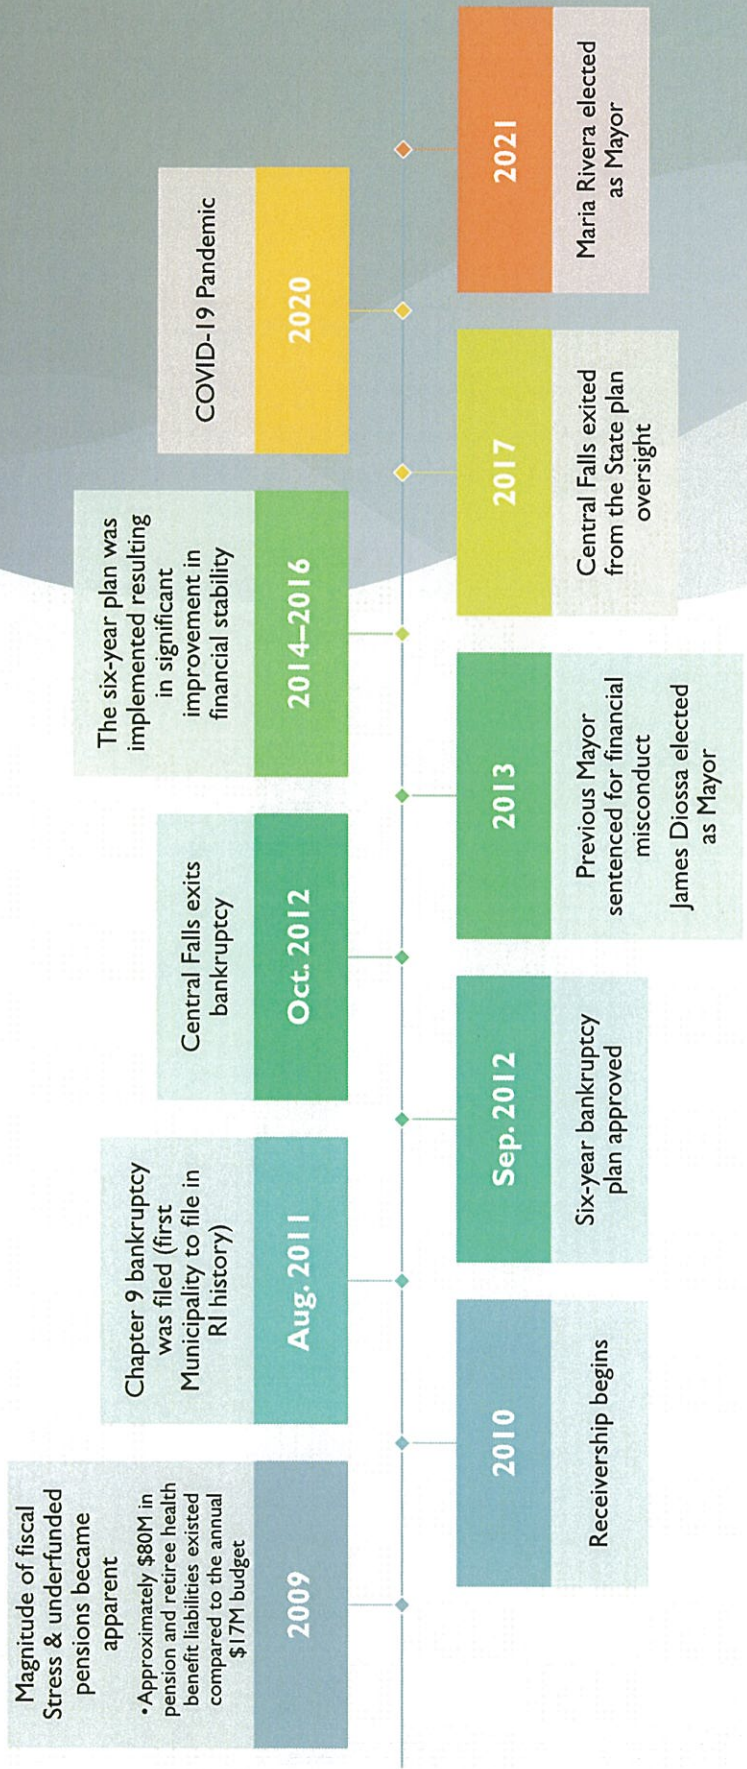 Magnitude of fiscal
Stress & underfunded
pensions became
apparent
• Approximately $80M in
pension and retiree health
benefit liabilities existed
compared to the annual
$17M budget
2009
2010
Receivership begins
Chapter 9 bankruptcy
was filed (first
Municipality to file in
RI history)
Aug. 2011
Sep. 2012
Six-year bankruptcy
plan approved
Central Falls exits
bankruptcy
Oct. 2012
2013
Previous Mayor
sentenced for financial
misconduct
James Diossa elected
as Mayor
The six-year plan was
implemented resulting
in significant
improvement in
financial stability
2014–2016
2017
Central Falls exited
from the State plan
oversight
COVID-19 Pandemic
2020
2021
Maria Rivera elected
as Mayor